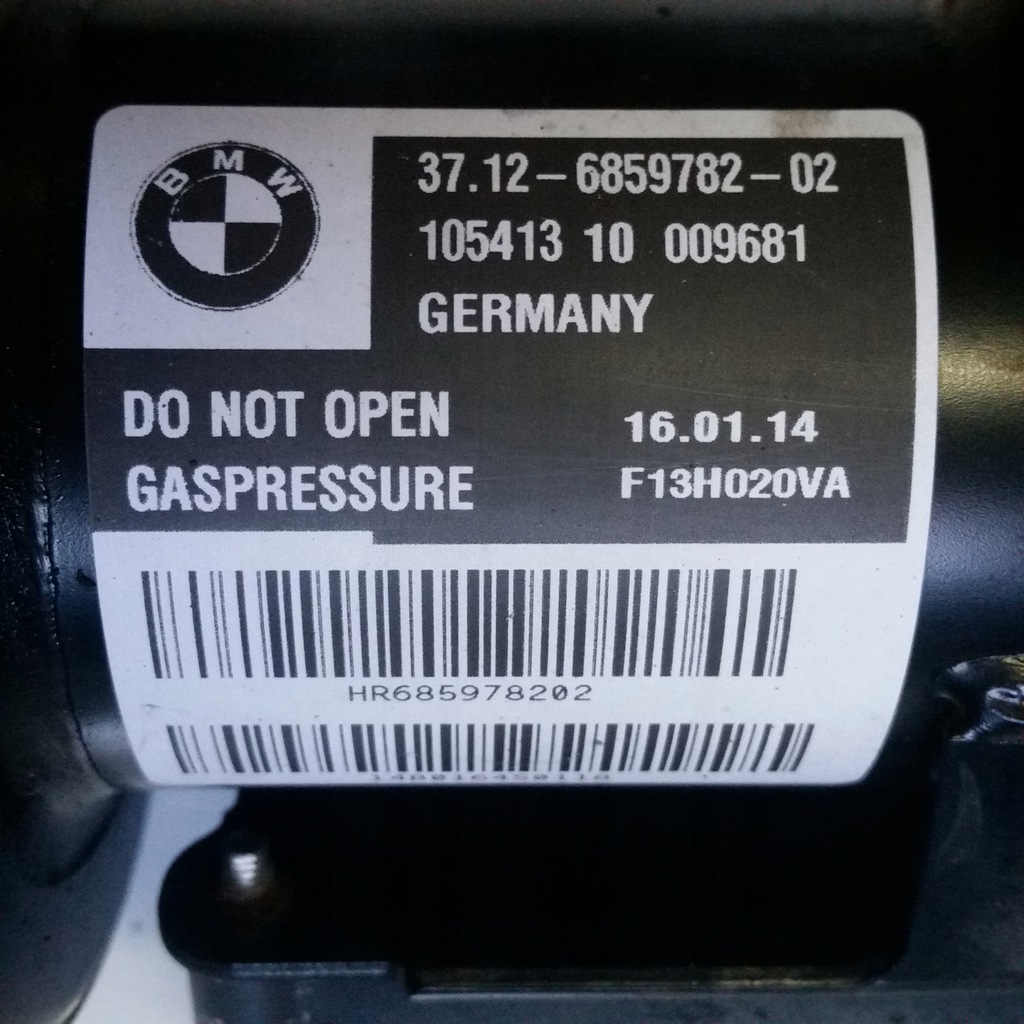 BMW
37.12-6859782-02
105413 10 009681
GERMANY
DO NOT OPEN
GASPRESSURE
16.01.14
F13H020VA
HR685978202